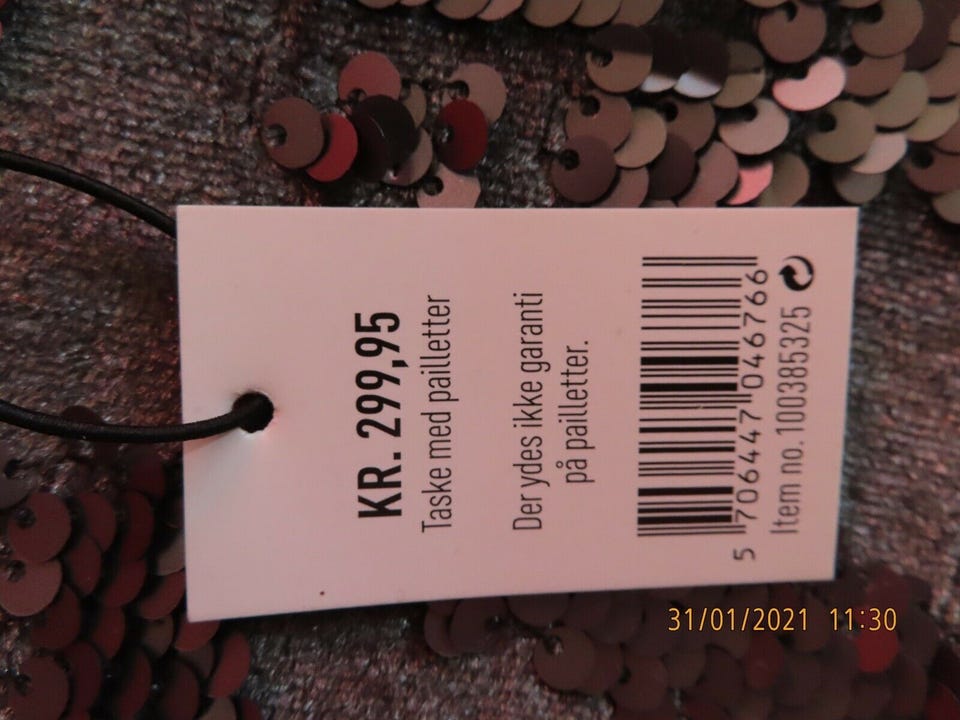 KR. 299,95
Taske med pailletter
Der ydes ikke garanti
på pailletter.
5 706447 046766
Item no. 100385325
31/01/2021 11:30